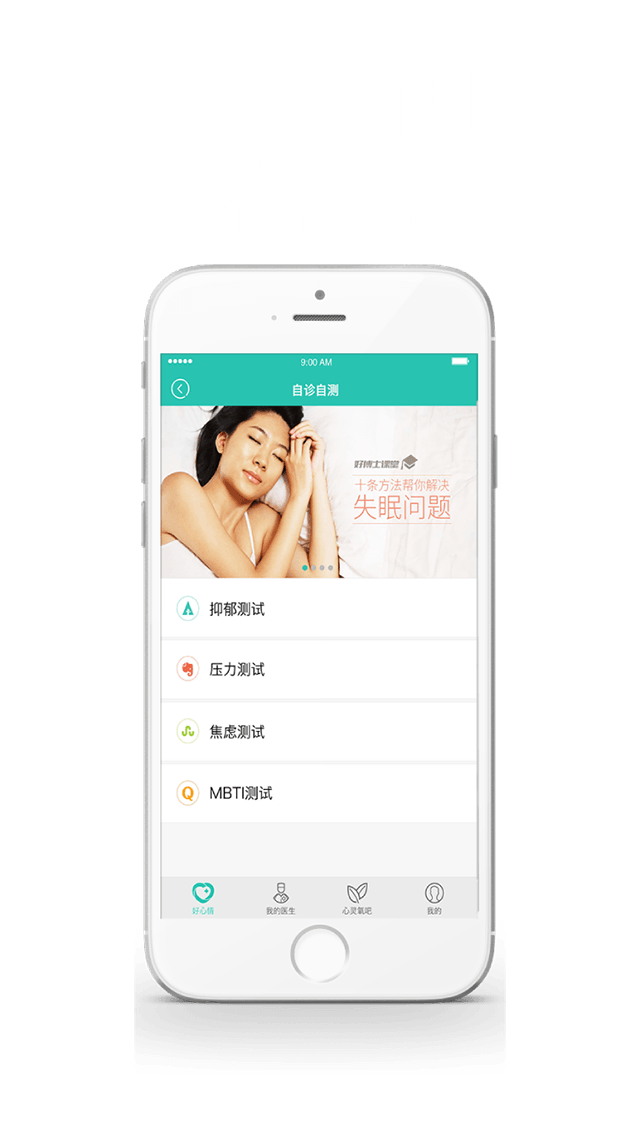 9:00 AM
自诊自测
好博士课堂
十条方法帮你解决
失眠问题
抑郁测试
压力测试
焦虑测试
Q MBTI测试
好心情
我的医生
心灵氧吧
我的